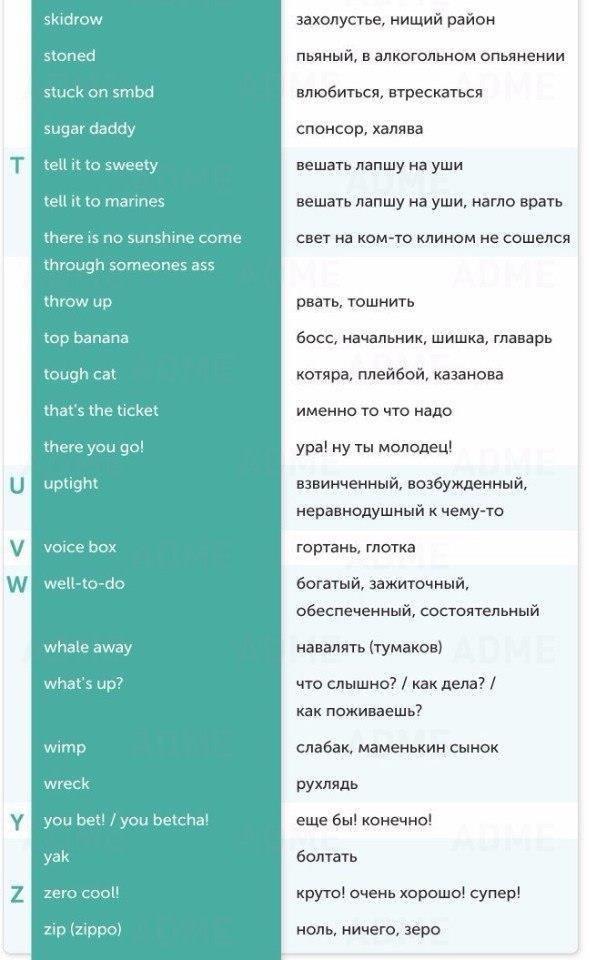 skidrow захолустье, нищий район
stoned пьяный, в алкогольном опьянении
stuck on smbd влюбиться, втрескаться
sugar daddy спонсор, халява
T tell it to sweety вешать лапшу на уши
tell it to marines вешать лапшу на уши, нагло врать
there is no sunshine come свет на ком-то клином не сошелся
through someones ass
throw up рвать, тошнить
top banana босс, начальник, шишка, главарь
tough cat котяра, плейбой, казанова
that's the ticket именно то что надо
there you go! ура! ну ты молодец!
U uptight взвинченный, возбужденный,
неравнодушный к чему-то
V voice box гортань, глотка
W well-to-do богатый, зажиточный,
обеспеченный, состоятельный
whale away навалять (тумаков)
what's up? что слышно? / как дела? /
как поживаешь?
wimp слабак, маменькин сынок
wreck рухлядь
Y you bet! / you betcha! еще бы! конечно!
yak болтать
Z zero cool! круто! очень хорошо! супер!
zip (zippo) ноль, ничего, зеро